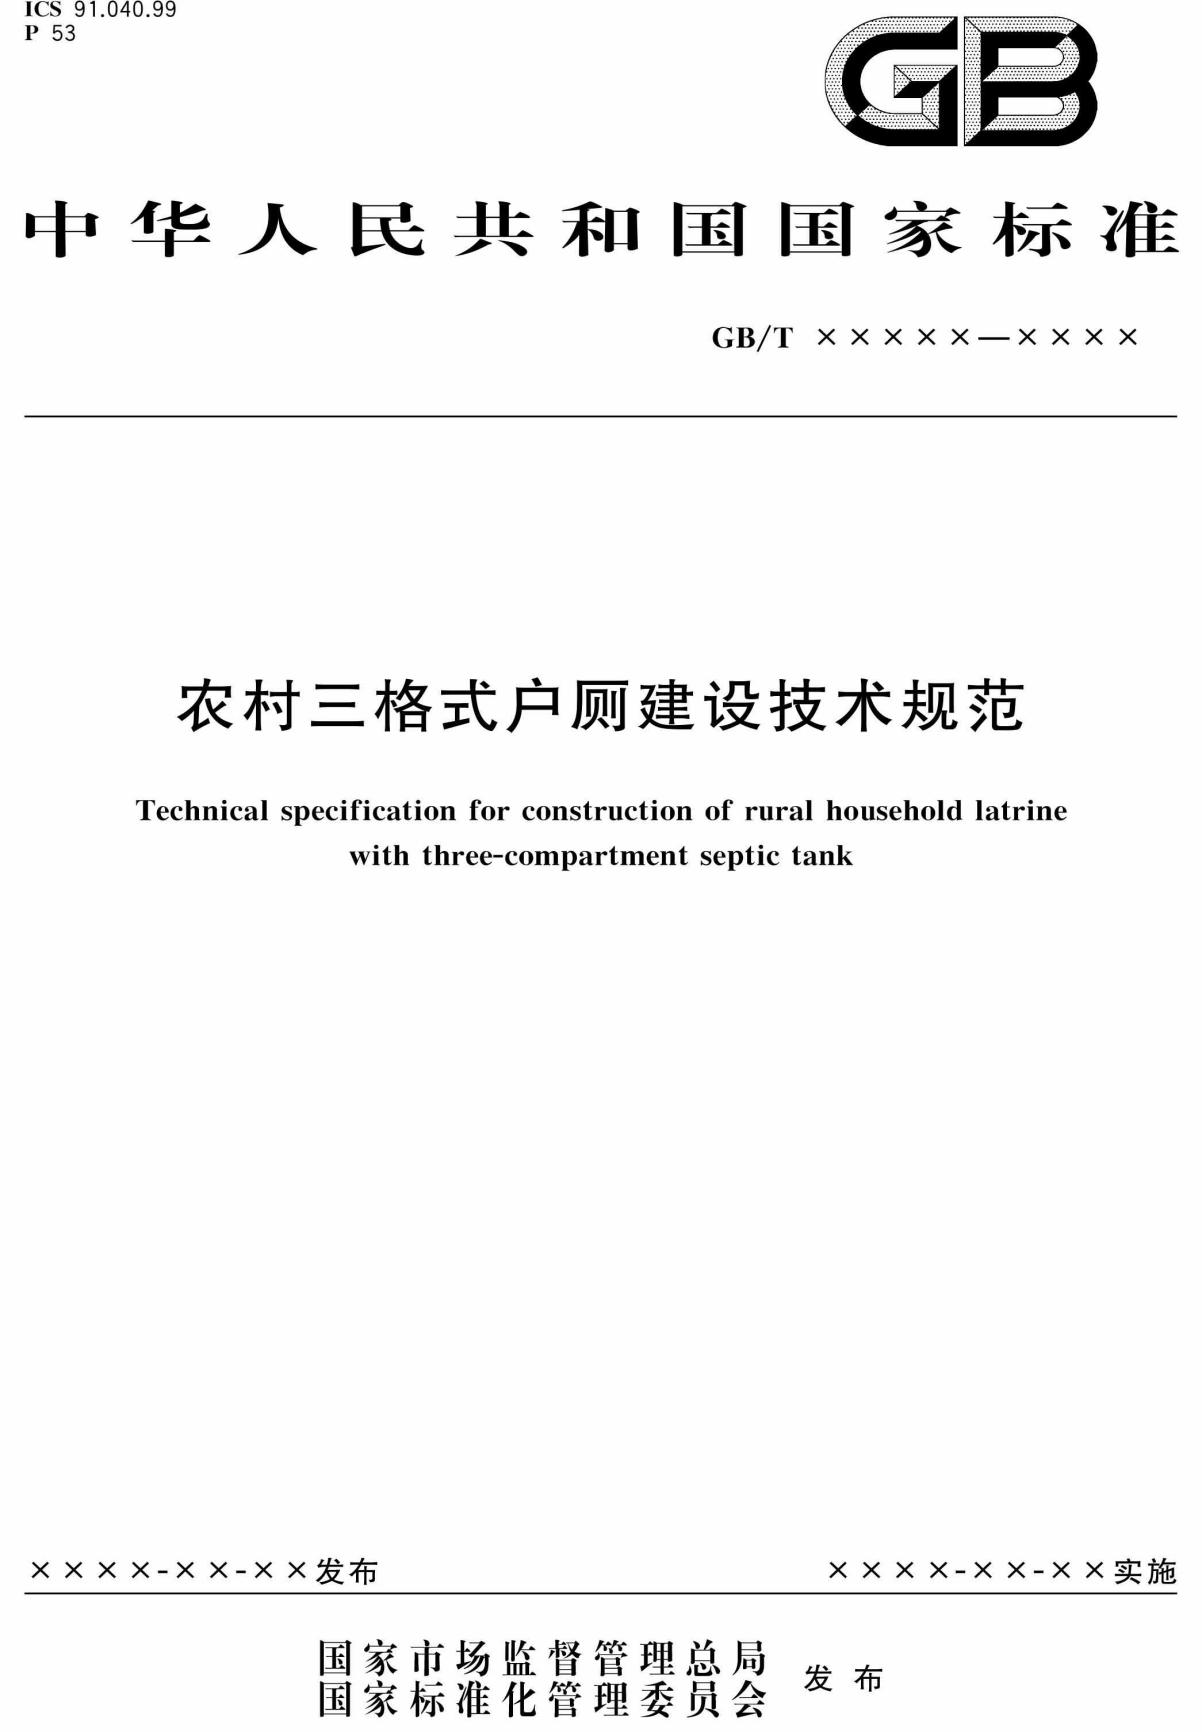 ICS 91.040.99
P 53
GB
中华人民共和国国家标准
GB/T ×××××—××××
农村三格式户厕建设技术规范
Technical specification for construction of rural household latrine
with three-compartment septic tank
××××-××-××发布
××××-××-××实施
国家市场监督管理总局
国家标准化管理委员会
发布